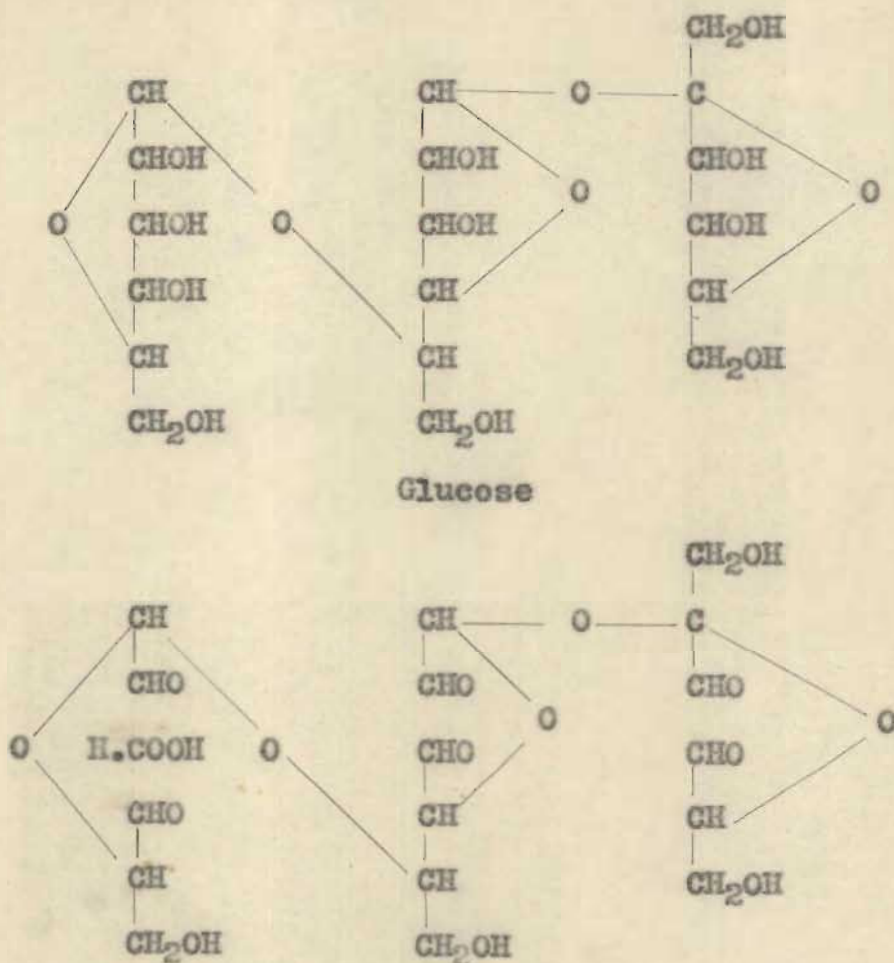 CH₂OH
CH CH O C
CHOH CHOH CHOH
O
O CHOH O CHOH CHOH O
CHOH CH CH
CH CH CH₂OH
CH₂OH CH₂OH
Glucose
CH₂OH
CH CH O C
CHO CHO CHO
O H.COOH O CHO O CHO O
CHO CH CH
CH CH CH₂OH
CH₂OH CH₂OH